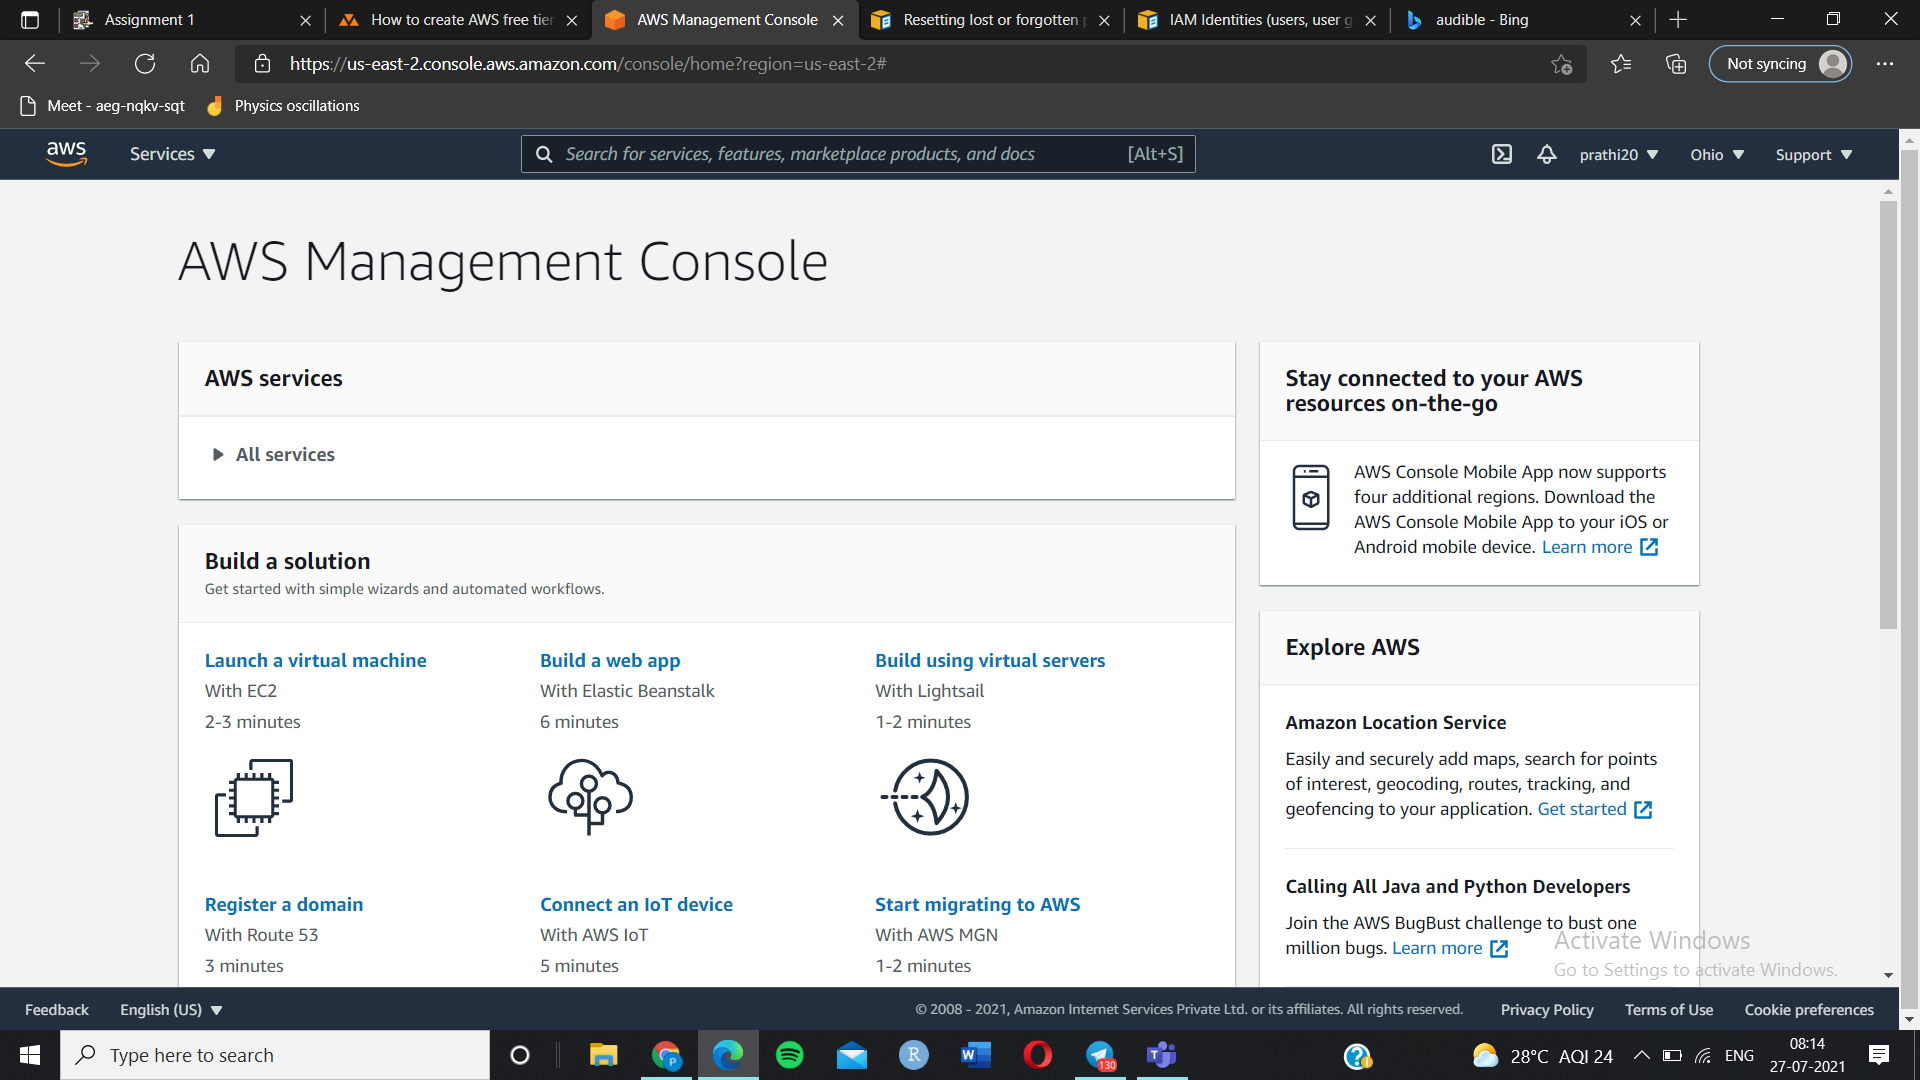 Assignment 1
How to create AWS free tier
AWS Management Console
Resetting lost or forgotten p
IAM Identities (users, user g
audible - Bing
https://us-east-2.console.aws.amazon.com/console/home?region=us-east-2#
Not syncing
Meet - aeg-nqkv-sqt
Physics oscillations
aws
Services
Search for services, features, marketplace products, and docs
[Alt+S]
prathi20
Ohio
Support
AWS Management Console
AWS services
All services
Build a solution
Get started with simple wizards and automated workflows.
Launch a virtual machine
With EC2
2-3 minutes
Build a web app
With Elastic Beanstalk
6 minutes
Build using virtual servers
With Lightsail
1-2 minutes
Register a domain
With Route 53
3 minutes
Connect an IoT device
With AWS IoT
5 minutes
Start migrating to AWS
With AWS MGN
1-2 minutes
Stay connected to your AWS
resources on-the-go
AWS Console Mobile App now supports
four additional regions. Download the
AWS Console Mobile App to your iOS or
Android mobile device. Learn more
Explore AWS
Amazon Location Service
Easily and securely add maps, search for points
of interest, geocoding, routes, tracking, and
geofencing to your application. Get started
Calling All Java and Python Developers
Join the AWS BugBust challenge to bust one
million bugs. Learn more
Activate Windows
Go to Settings to activate Windows.
Feedback
English (US)
© 2008 - 2021, Amazon Internet Services Private Ltd. or its affiliates. All rights reserved.
Privacy Policy
Terms of Use
Cookie preferences
Type here to search
P
R
W
130
T
28°C AQI 24
ENG
08:14
27-07-2021